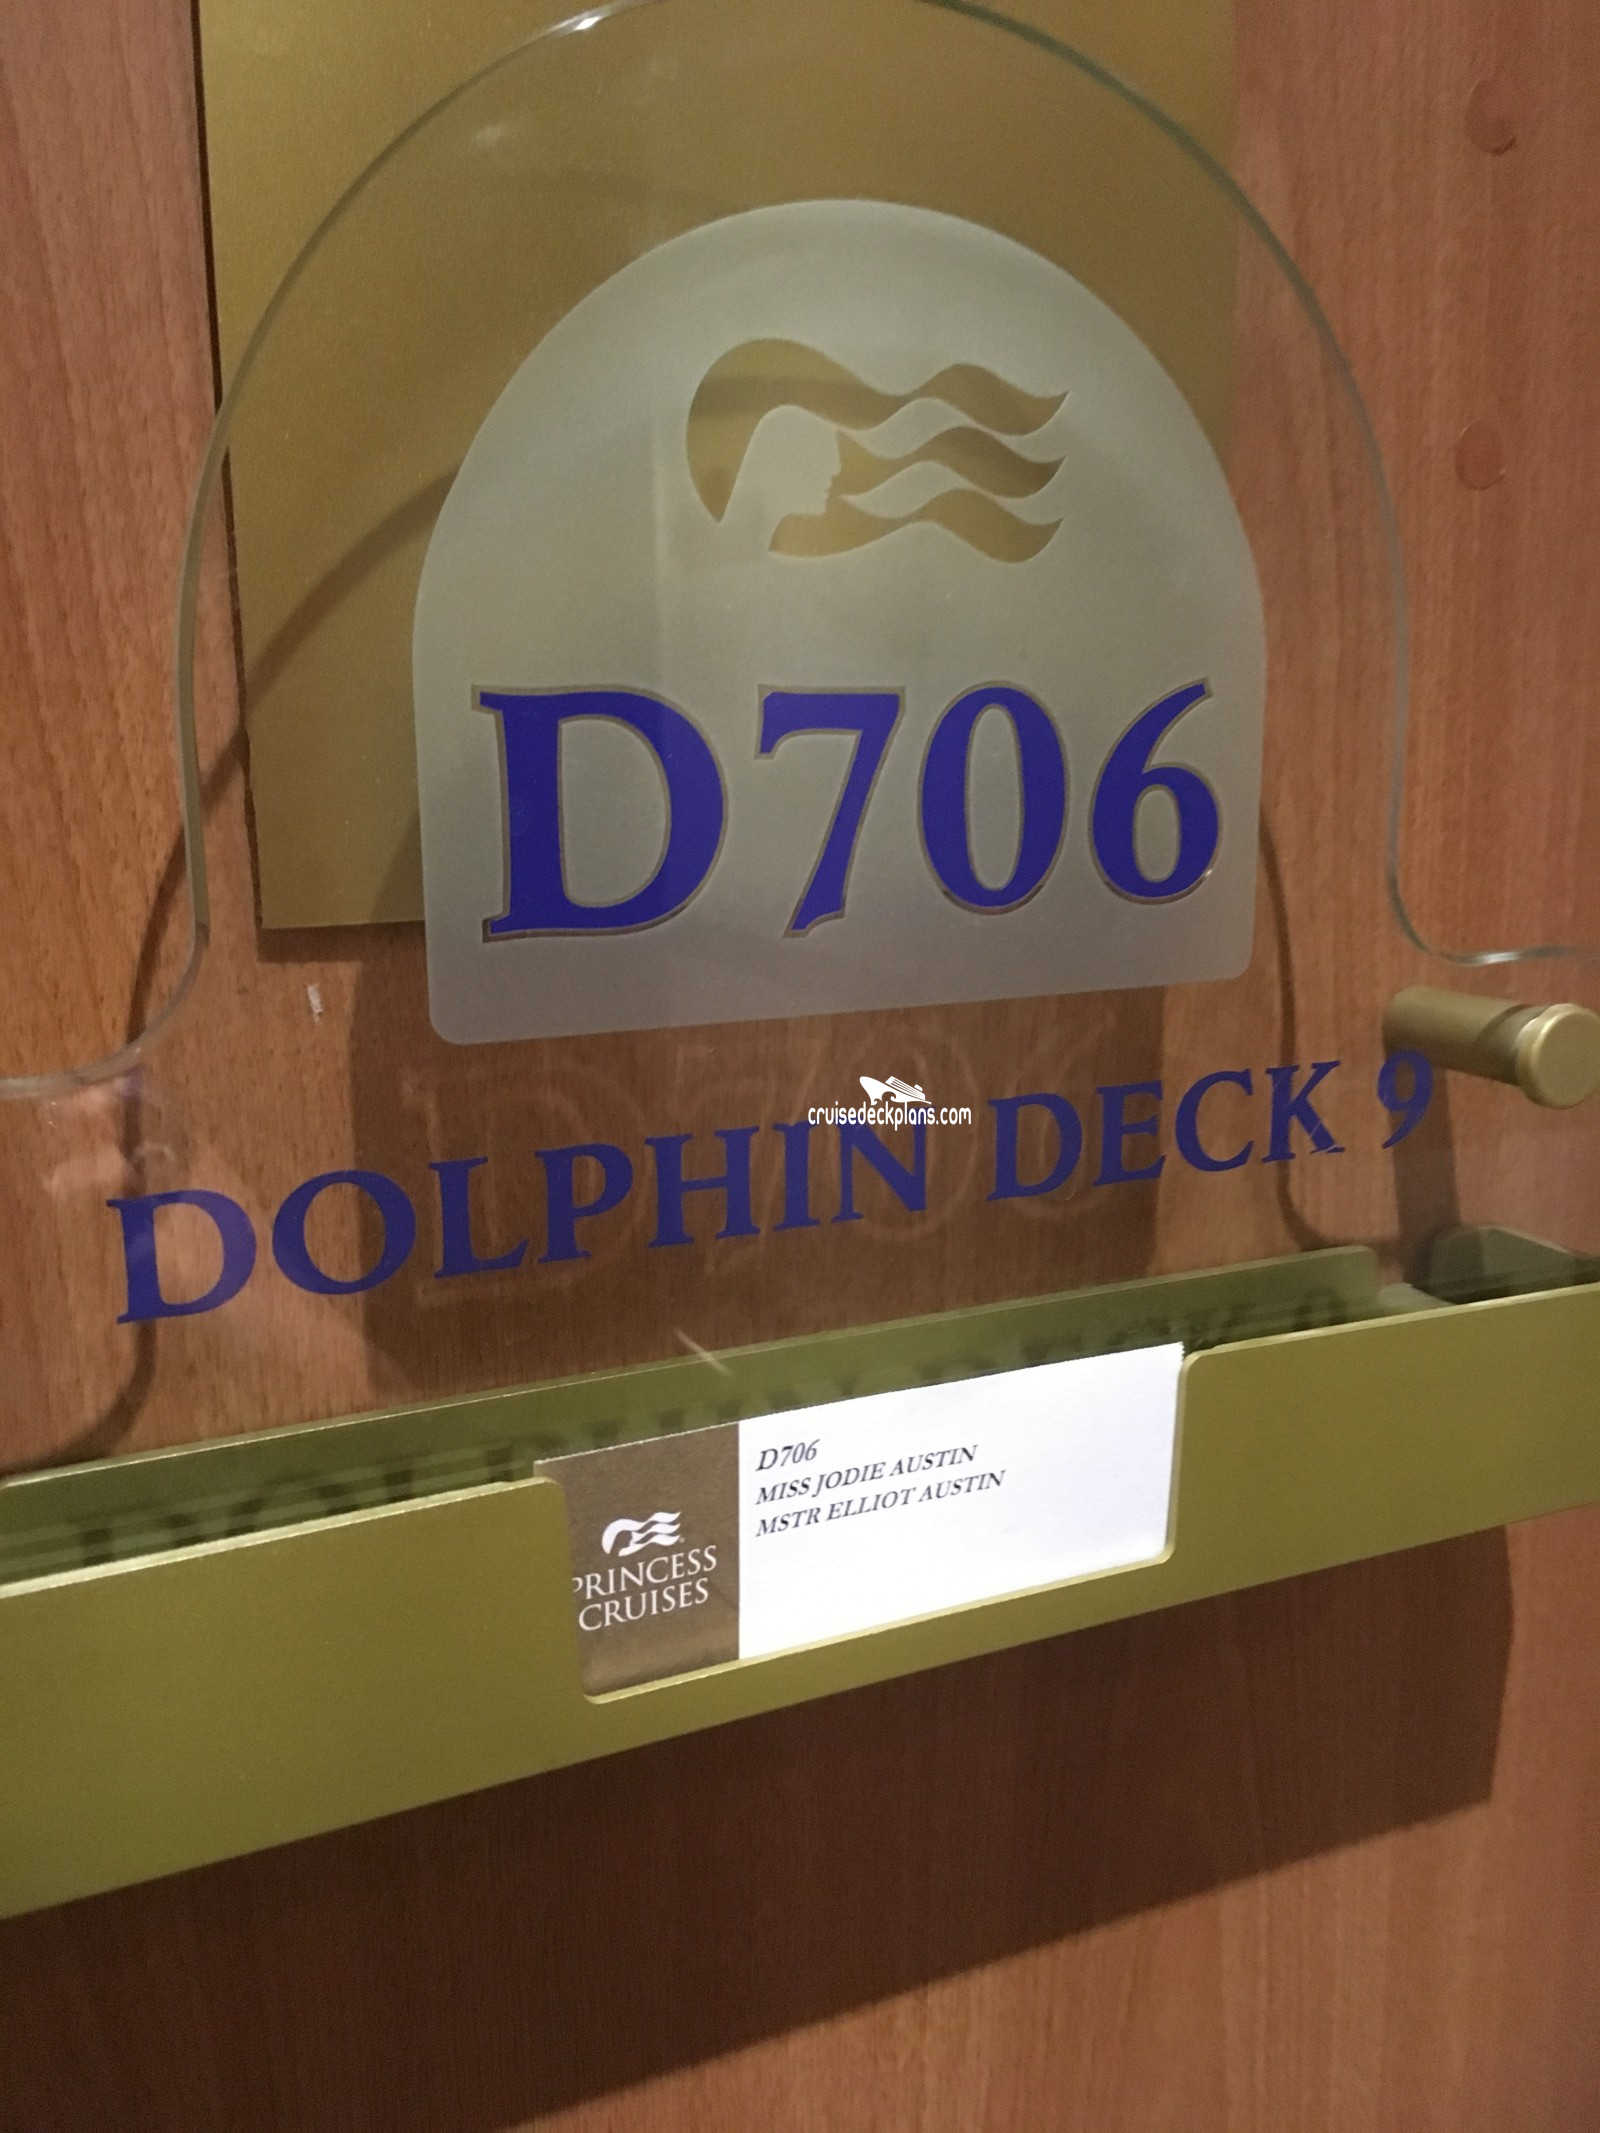 D706
cruisedeckplans.com
DOLPHIN DECK 9
D706
MISS JODIE AUSTIN
MSTR ELLIOT AUSTIN
PRINCESS
CRUISES